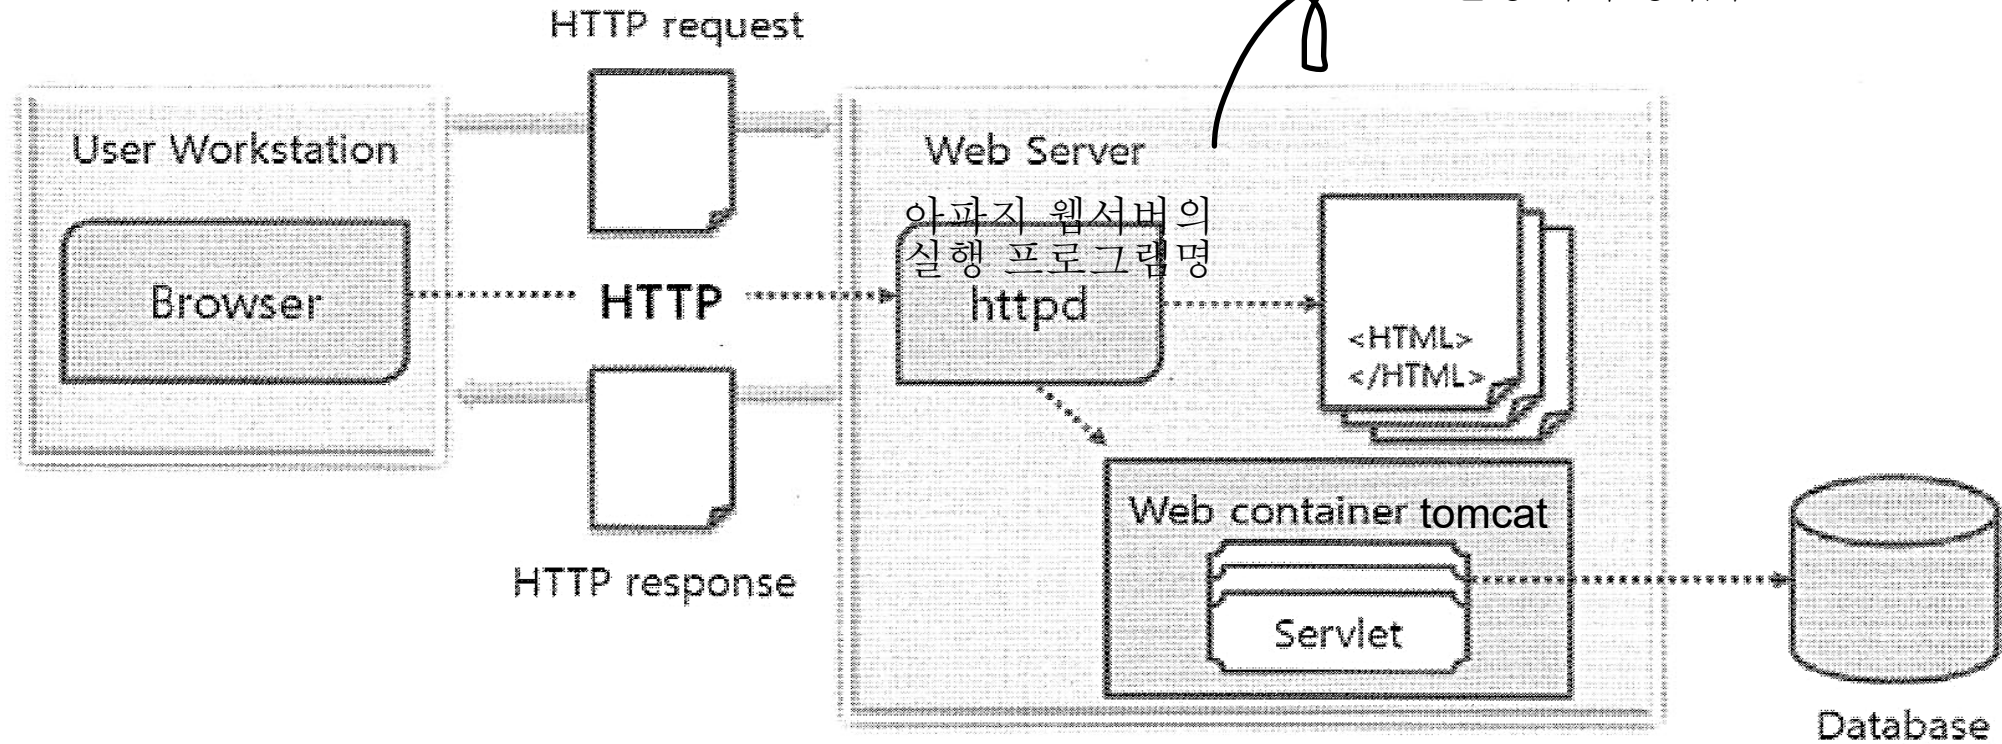 HTTP request
User Workstation
Browser
HTTP
HTTP response
Web Server
아파지 웹서버의
실행 프로그램명
httpd
<HTML>
</HTML>
Web container tomcat
Servlet
Database